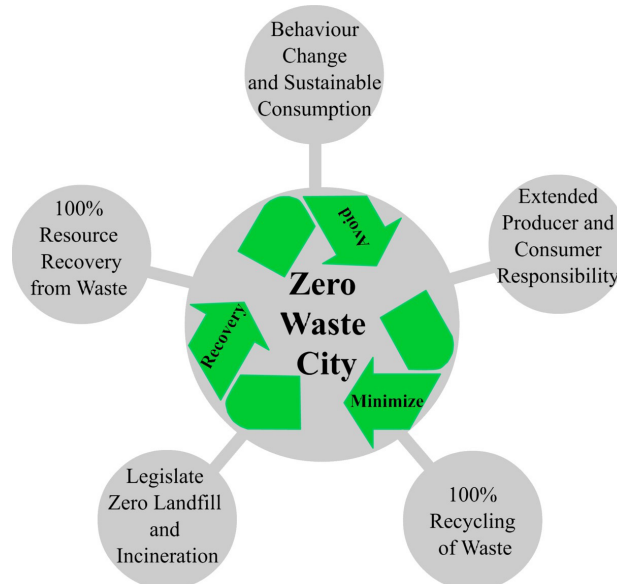 Behaviour
Change
and Sustainable
Consumption
100%
Resource
Recovery
from Waste
Extended
Producer and
Consumer
Responsibility
Avoid
Zero
Waste
City
Recovery
Minimize
Legislate
Zero Landfill
and
Incineration
100%
Recycling
of Waste